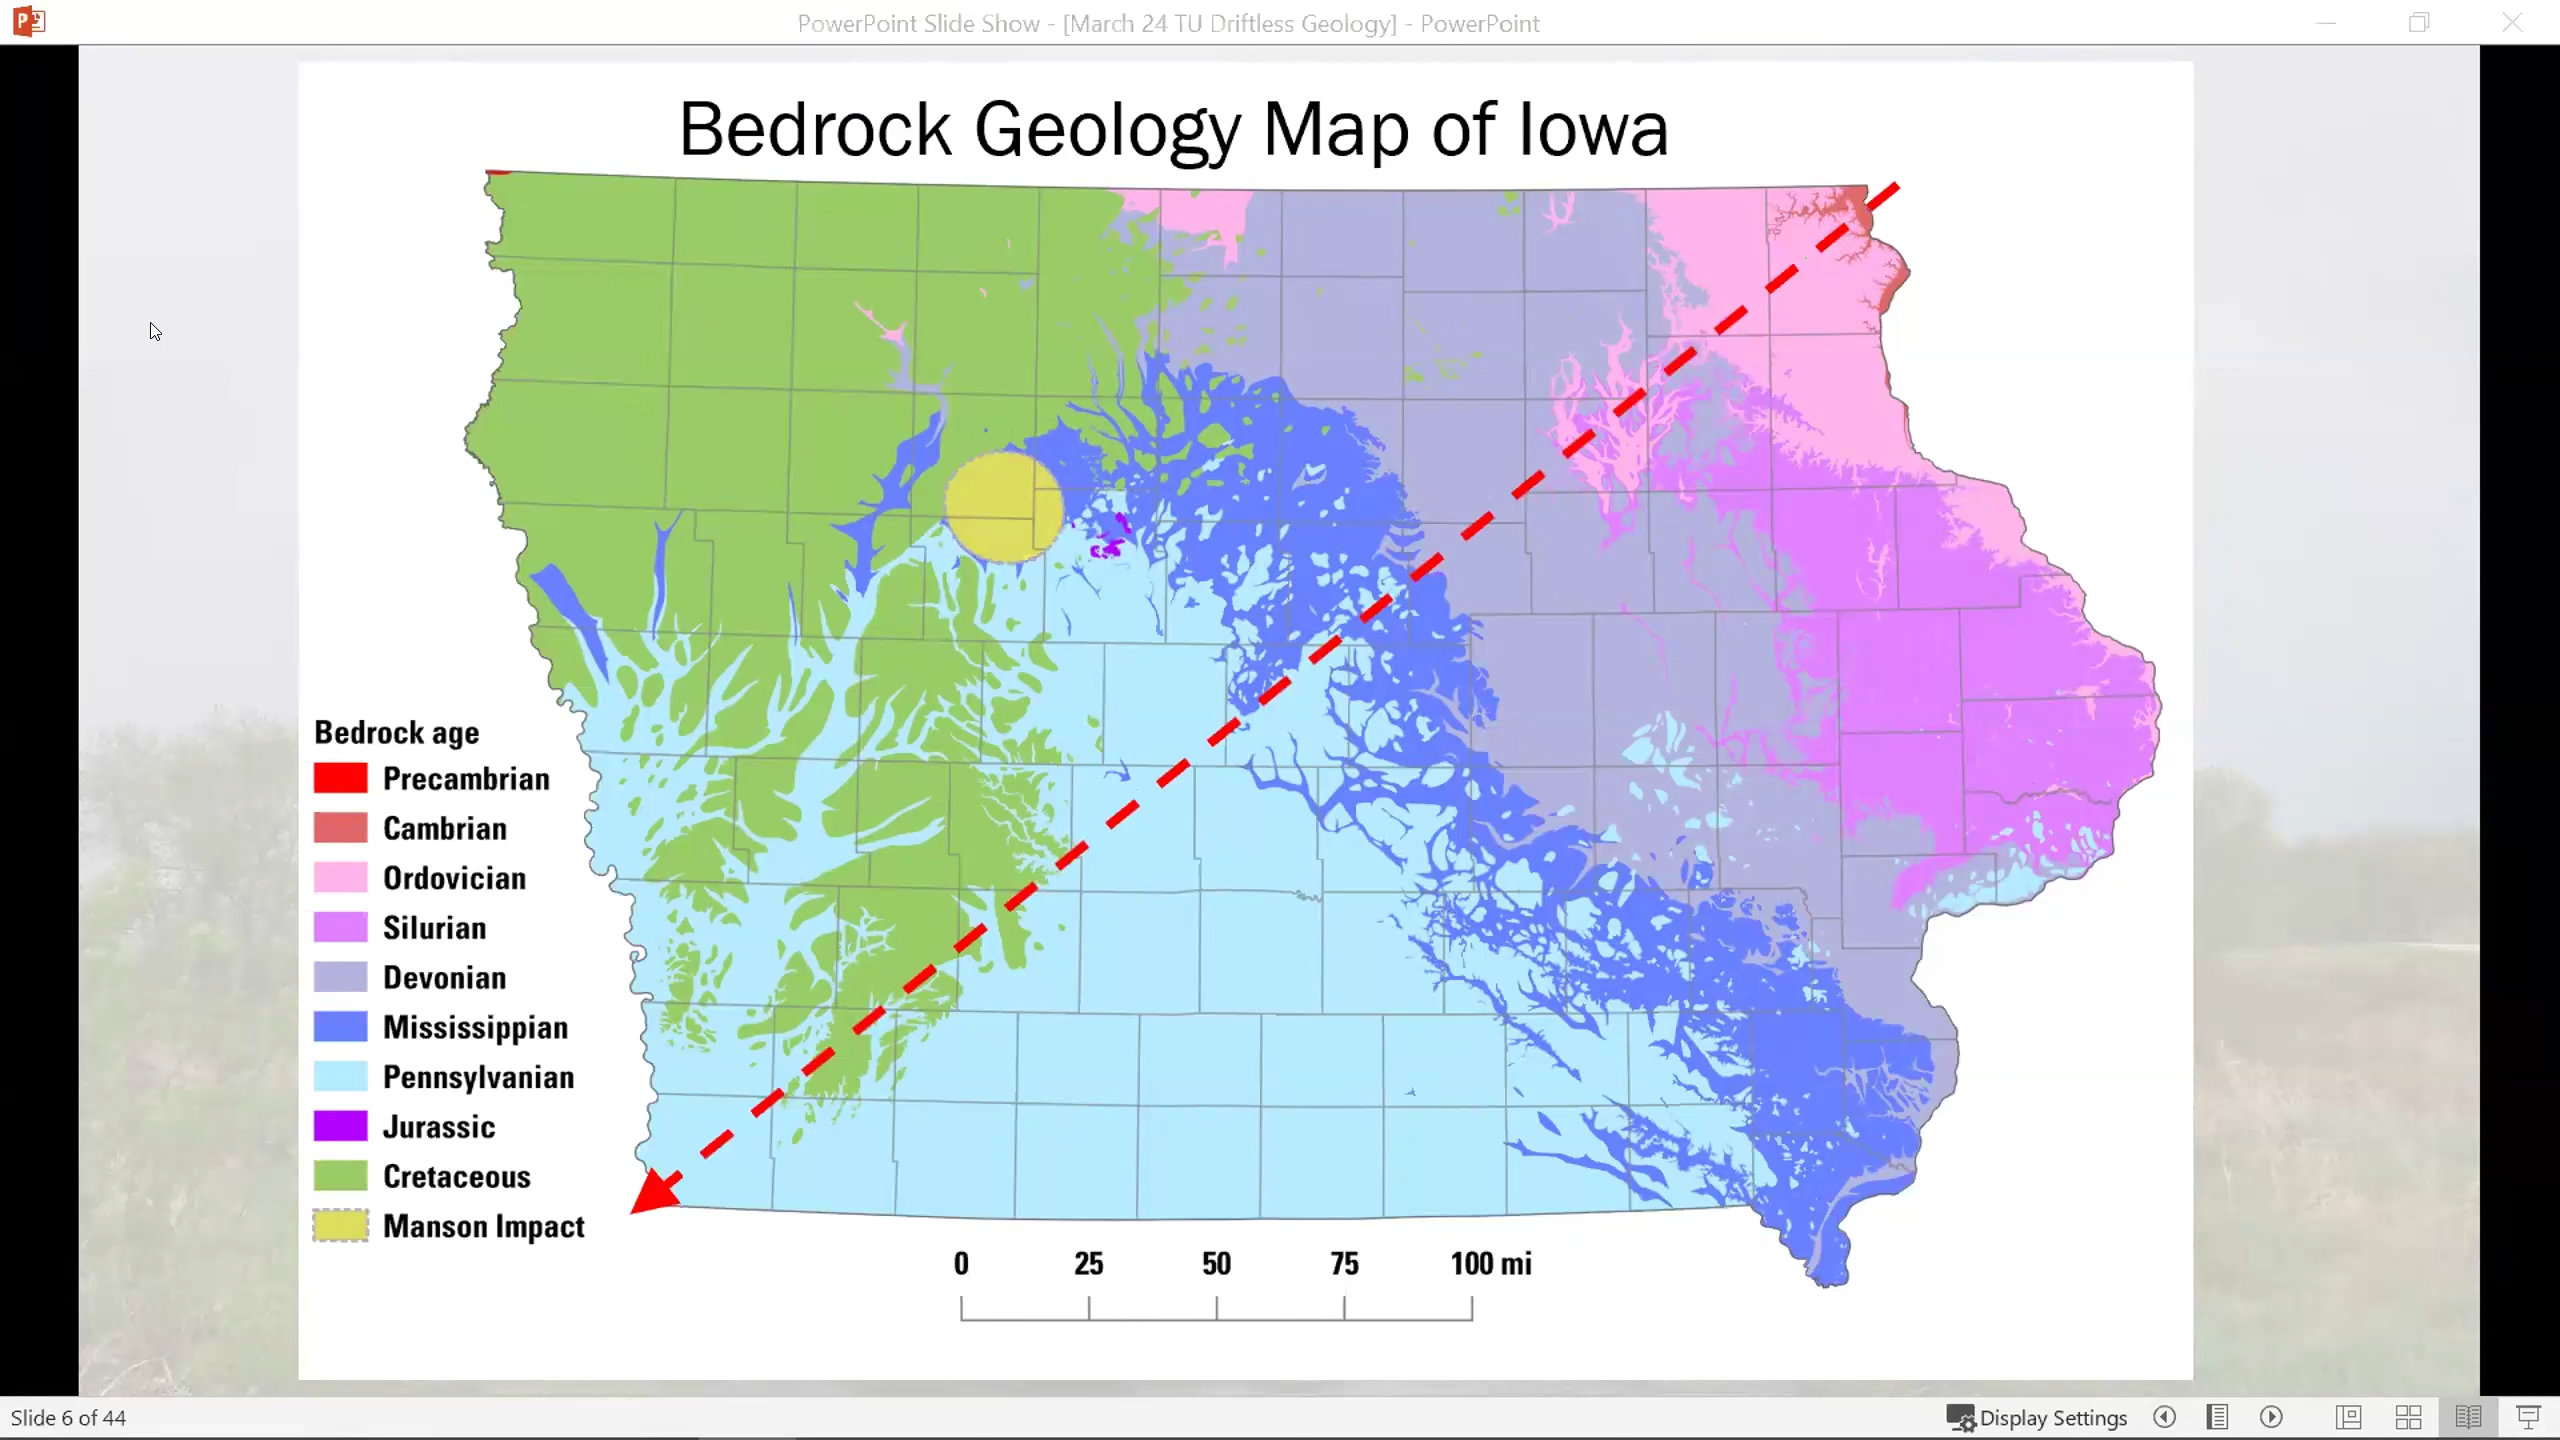 PowerPoint Slide Show - [March 24 TU Driftless Geology] - PowerPoint
Bedrock Geology Map of Iowa
Bedrock age
Precambrian
Cambrian
Ordovician
Silurian
Devonian
Mississippian
Pennsylvanian
Jurassic
Cretaceous
Manson Impact
0 25 50 75 100 mi
Slide 6 of 44
Display Settings